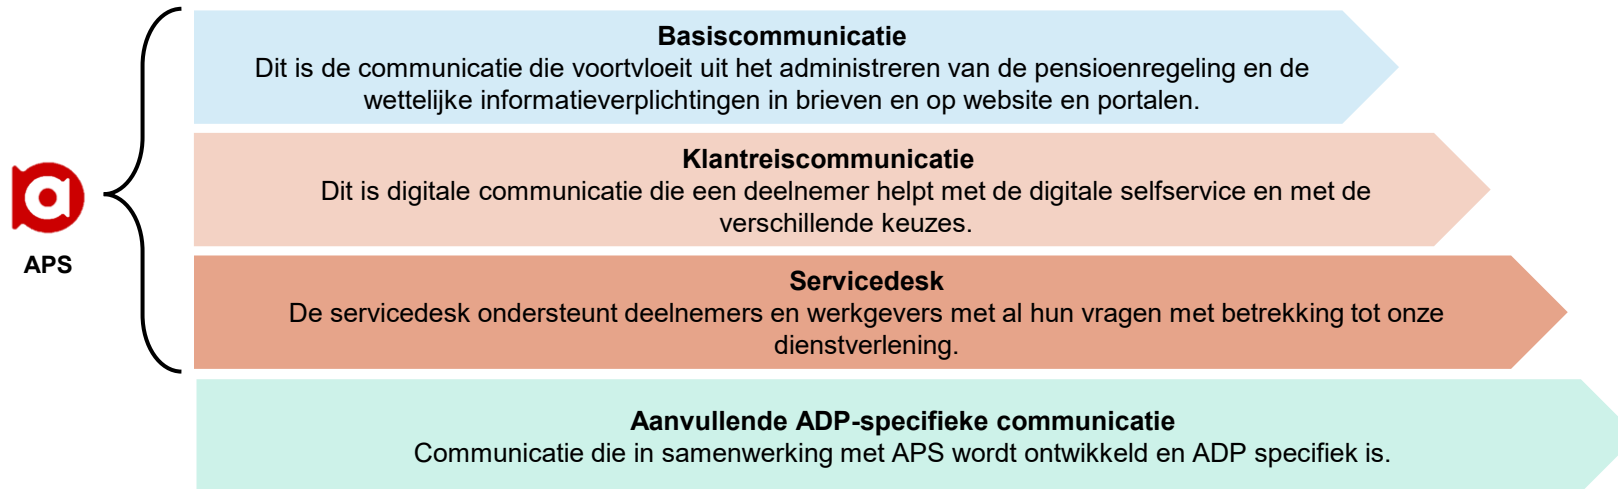 Basiscommunicatie
Dit is de communicatie die voortvloeit uit het administreren van de pensioenregeling en de
wettelijke informatieverplichtingen in brieven en op website en portalen.
Klantreiscommunicatie
Dit is digitale communicatie die een deelnemer helpt met de digitale selfservice en met de
verschillende keuzes.
APS
Servicedesk
De servicedesk ondersteunt deelnemers en werkgevers met al hun vragen met betrekking tot onze
dienstverlening.
Aanvullende ADP-specifieke communicatie
Communicatie die in samenwerking met APS wordt ontwikkeld en ADP specifiek is.